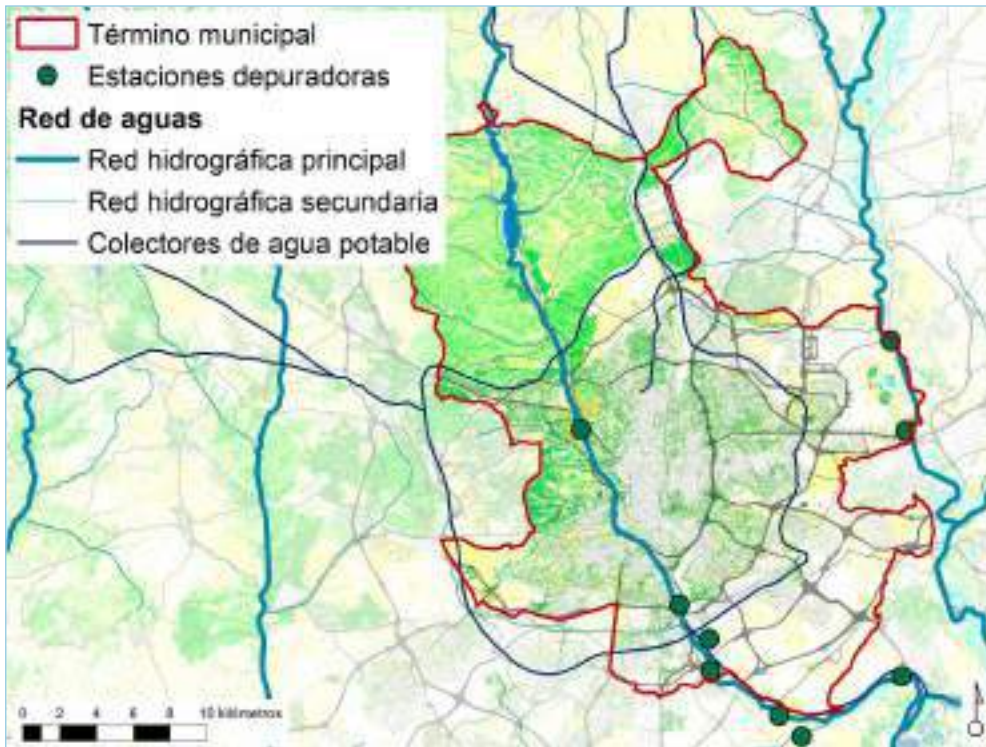 Término municipal
Estaciones depuradoras
Red de aguas
Red hidrográfica principal
Red hidrográfica secundaria
Colectores de agua potable
0 2 4 6 8 10 kilómetros